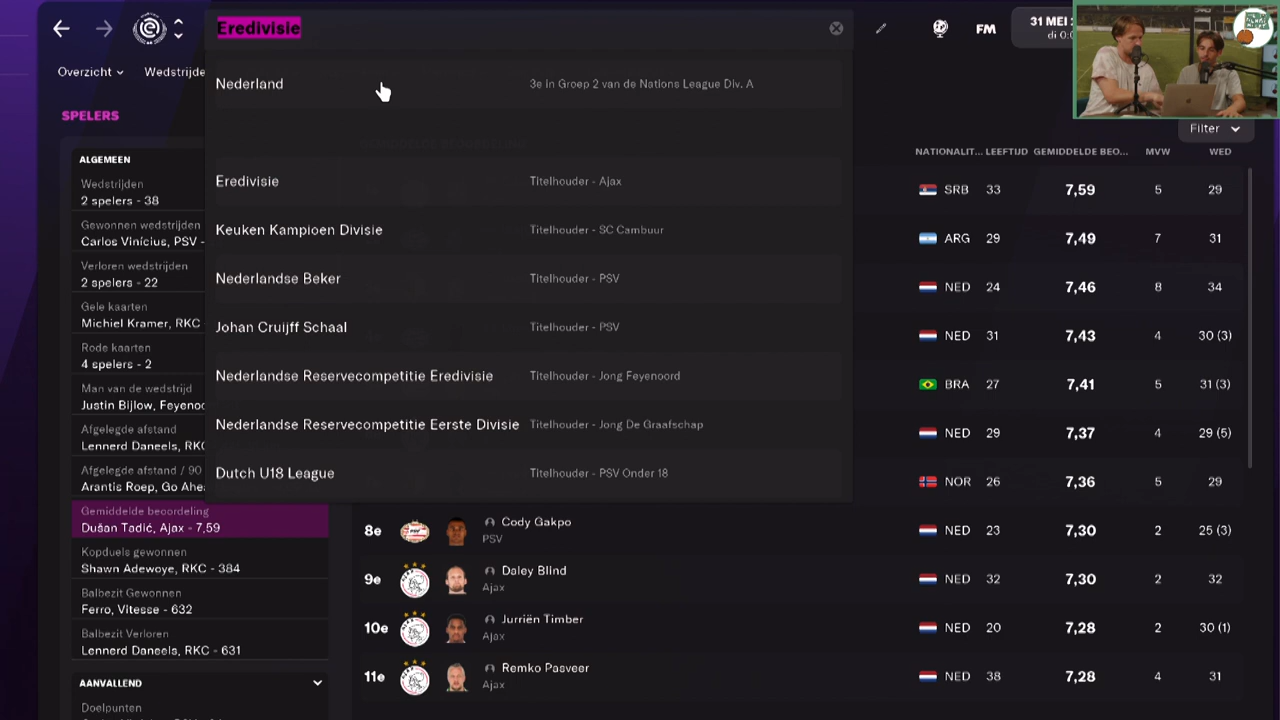 Eredivisie
FM
31 MEI 2
di 0:0
Overzicht
Wedstrijde
Nederland
3e in Groep 2 van de Nations League Div. A
Eredivisie
Titelhouder - Ajax
Keuken Kampioen Divisie
Titelhouder - SC Cambuur
Nederlandse Beker
Titelhouder - PSV
Johan Cruijff Schaal
Titelhouder - PSV
Nederlandse Reservecompetitie Eredivisie
Titelhouder - Jong Feyenoord
Nederlandse Reservecompetitie Eerste Divisie
Titelhouder - Jong De Graafschap
Dutch U18 League
Titelhouder - PSV Onder 18
SPELERS
Filter
ALGEMEEN
Wedstrijden
2 spelers - 38
Gewonnen wedstrijden
Carlos Vinícius, PSV -
Verloren wedstrijden
2 spelers - 22
Gele kaarten
Michiel Kramer, RKC
Rode kaarten
4 spelers - 2
Man van de wedstrijd
Justin Bijlow, Feyenoo
Afgelegde afstand
Lennerd Daneels, RKC
Afgelegde afstand / 90
Arantis Roep, Go Ahe
Gemiddelde beoordeling
Dušan Tadić, Ajax - 7,59
Kopduels gewonnen
Shawn Adewoye, RKC - 384
Balbezit Gewonnen
Ferro, Vitesse - 632
Balbezit Verloren
Lennerd Daneels, RKC - 631
AANVALLEND
Doelpunten
NATIONALIT... LEEFTIJD GEMIDDELDE BEO... MVW WED
SRB 33 7,59 5 29
ARG 29 7,49 7 31
NED 24 7,46 8 34
NED 31 7,43 4 30 (3)
BRA 27 7,41 5 31 (3)
NED 29 7,37 4 29 (5)
NOR 26 7,36 5 29
8e Cody Gakpo NED 23 7,30 2 25 (3)
PSV
9e Daley Blind NED 32 7,30 2 32
Ajax
10e Jurriën Timber NED 20 7,28 2 30 (1)
Ajax
11e Remko Pasveer NED 38 7,28 4 31
Ajax